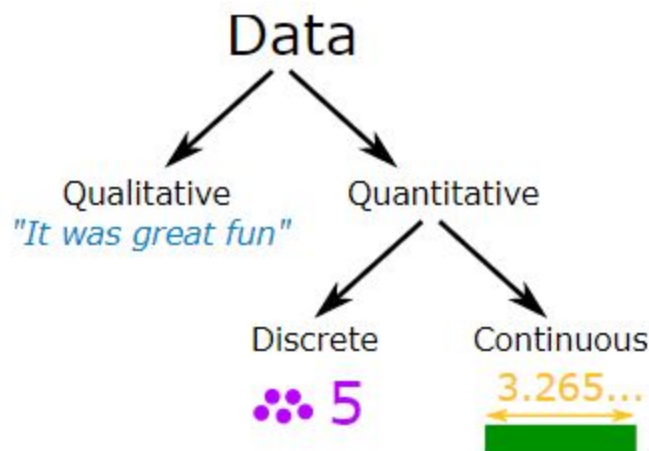 Data
Qualitative
Quantitative
"It was great fun"
Discrete
Continuous
5
3.265...